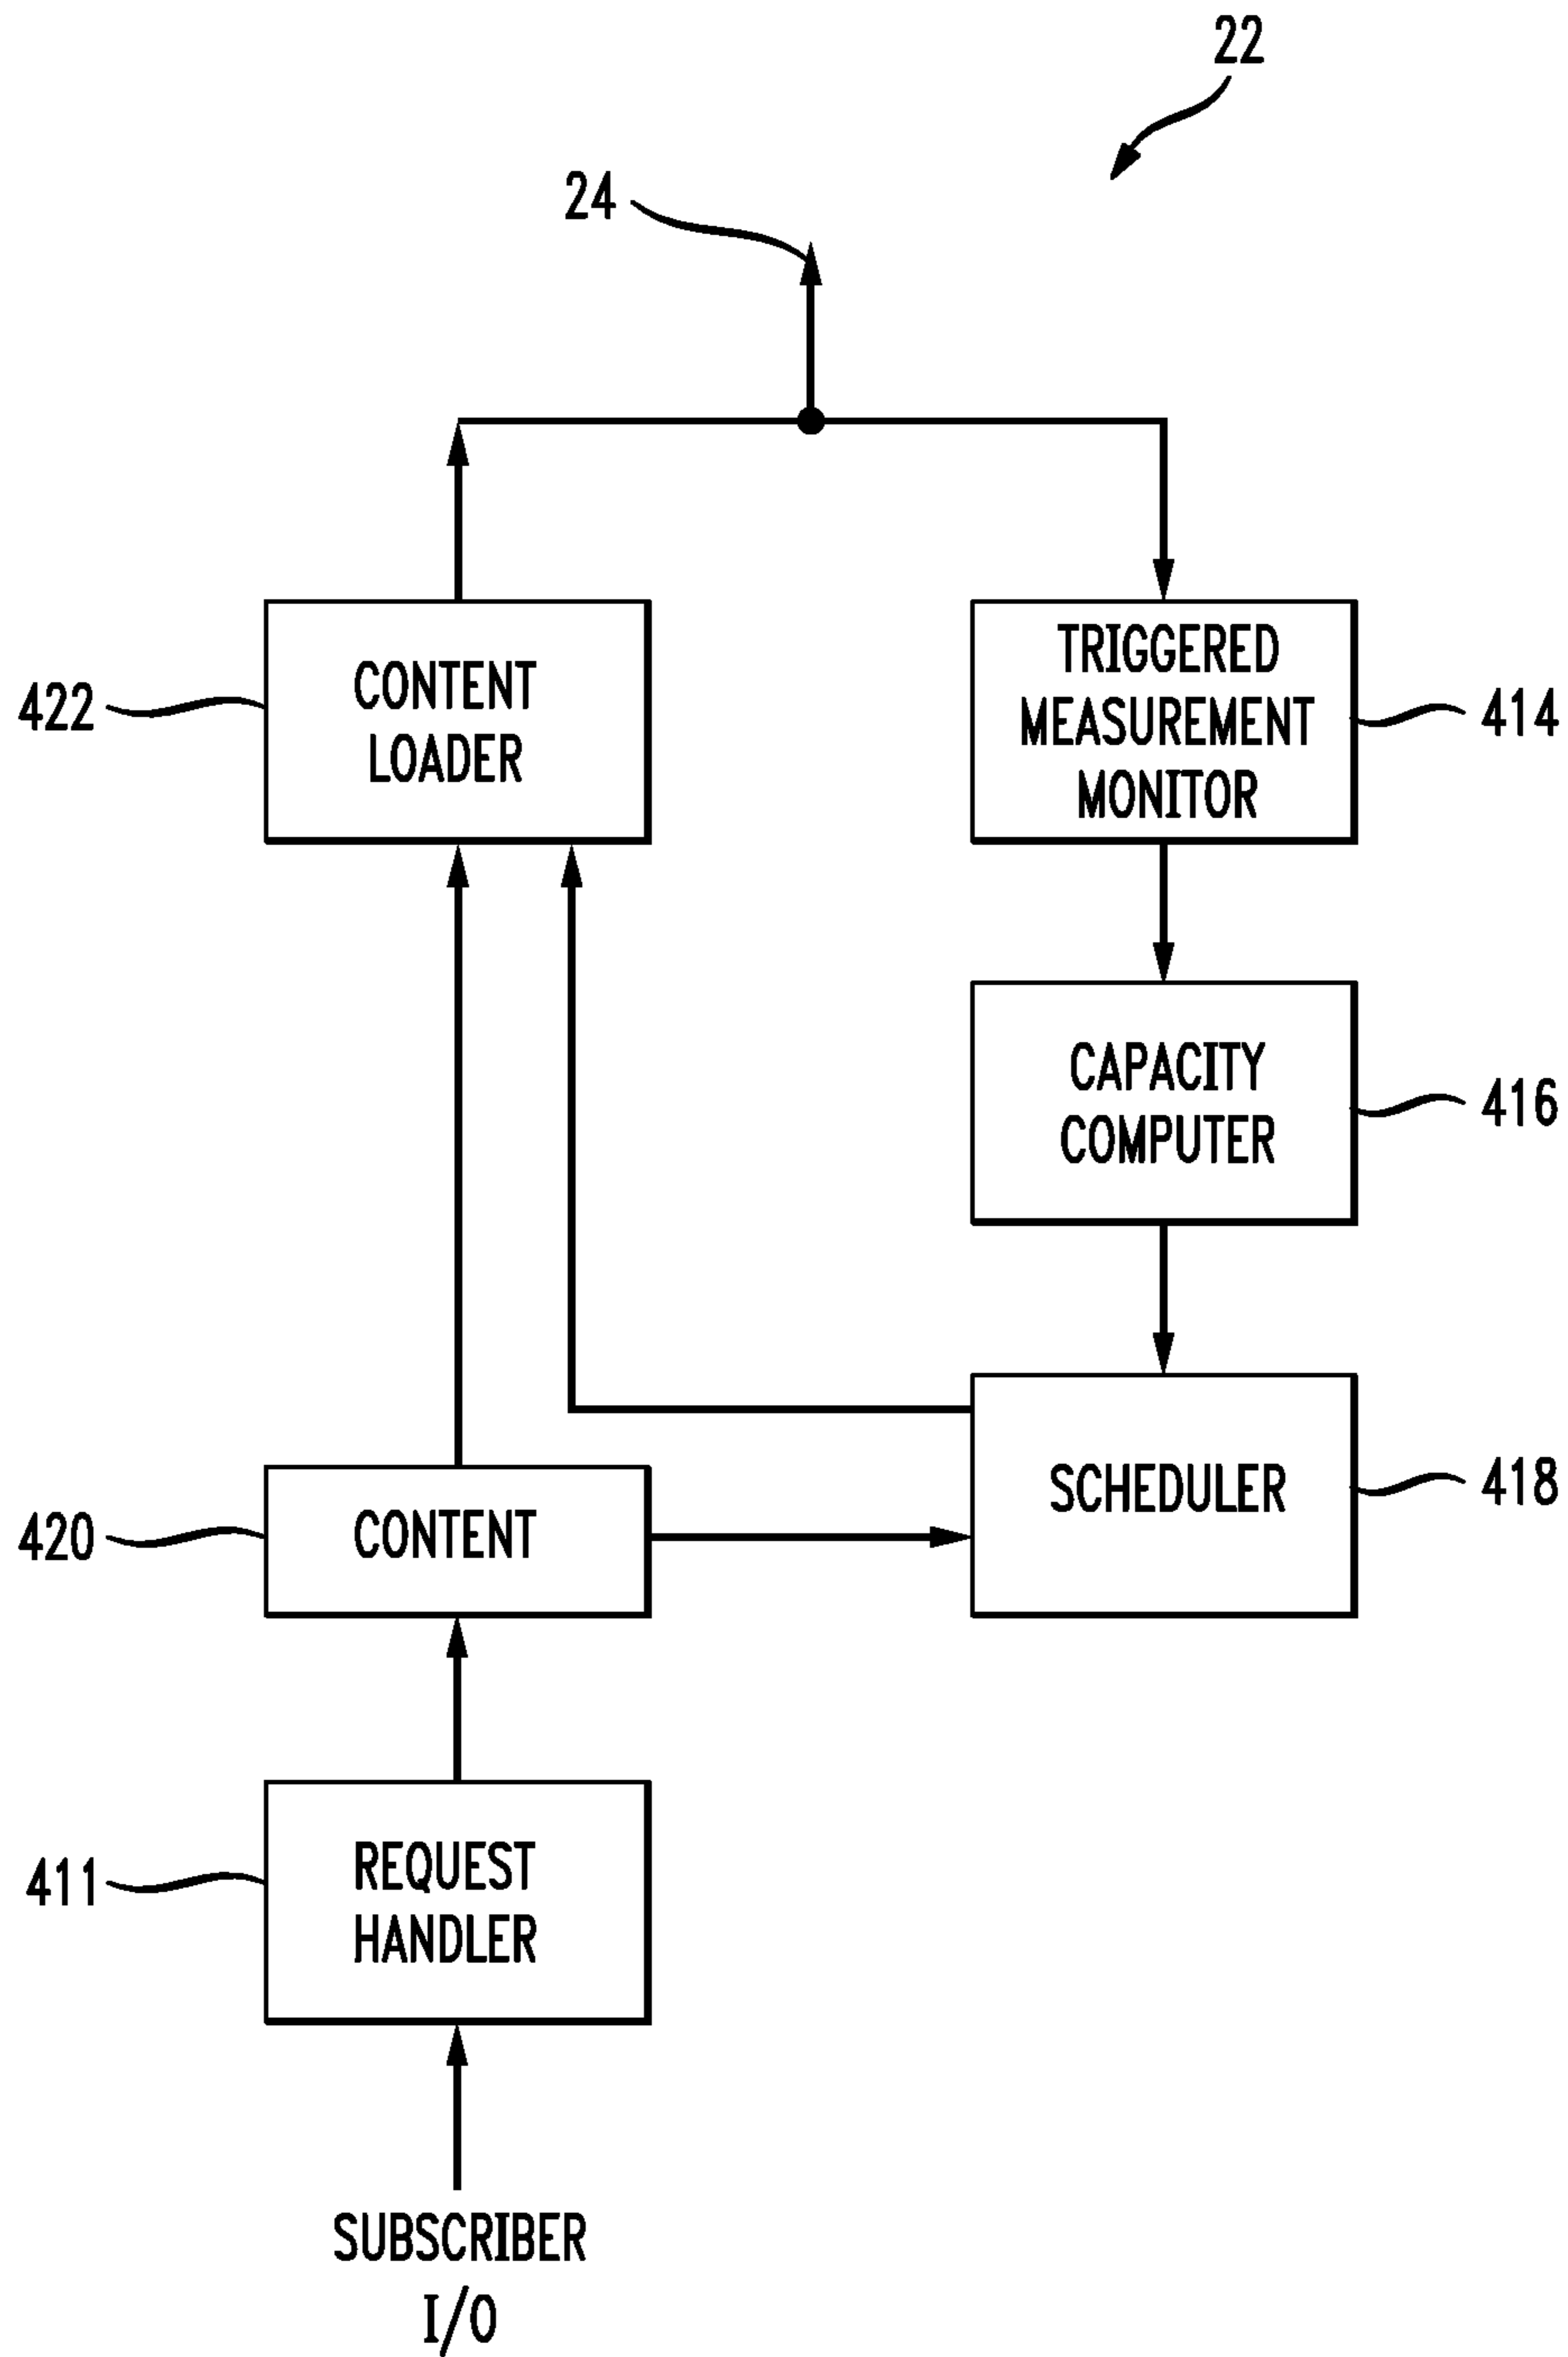 22
24
CONTENT
LOADER
422
TRIGGERED
MEASUREMENT
MONITOR
414
CAPACITY
COMPUTER
416
SCHEDULER
418
CONTENT
420
REQUEST
HANDLER
411
SUBSCRIBER
I/O